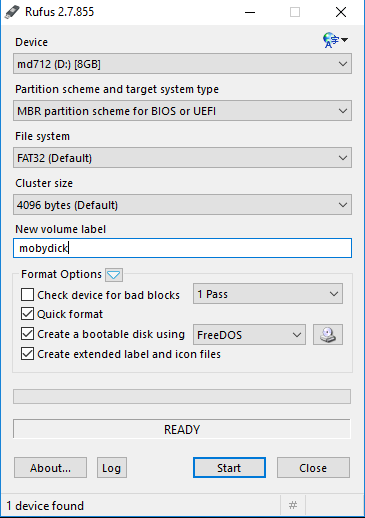 Rufus 2.7.855
Device
md712 (D:) [8GB]
Partition scheme and target system type
MBR partition scheme for BIOS or UEFI
File system
FAT32 (Default)
Cluster size
4096 bytes (Default)
New volume label
mobydick
Format Options
Check device for bad blocks 1 Pass
Quick format
Create a bootable disk using FreeDOS
Create extended label and icon files
READY
About... Log Start Close
1 device found #